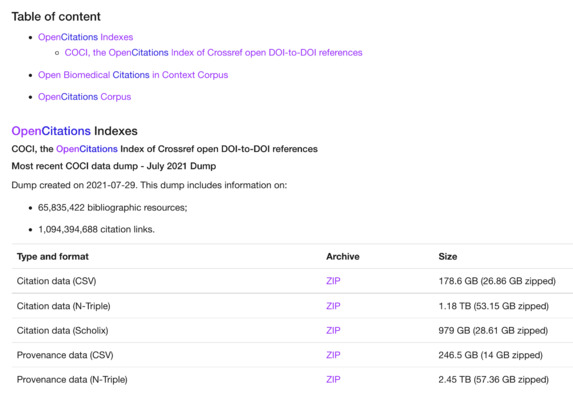 Table of content
OpenCitations Indexes
COCI, the OpenCitations Index of Crossref open DOI-to-DOI references
Open Biomedical Citations in Context Corpus
OpenCitations Corpus
OpenCitations Indexes
COCI, the OpenCitations Index of Crossref open DOI-to-DOI references
Most recent COCI data dump - July 2021 Dump
Dump created on 2021-07-29. This dump includes information on:
65,835,422 bibliographic resources;
1,094,394,688 citation links.
Type and format Archive Size
Citation data (CSV) ZIP 178.6 GB (26.86 GB zipped)
Citation data (N-Triple) ZIP 1.18 TB (53.15 GB zipped)
Citation data (Scholix) ZIP 979 GB (28.61 GB zipped)
Provenance data (CSV) ZIP 246.5 GB (14 GB zipped)
Provenance data (N-Triple) ZIP 2.45 TB (57.36 GB zipped)